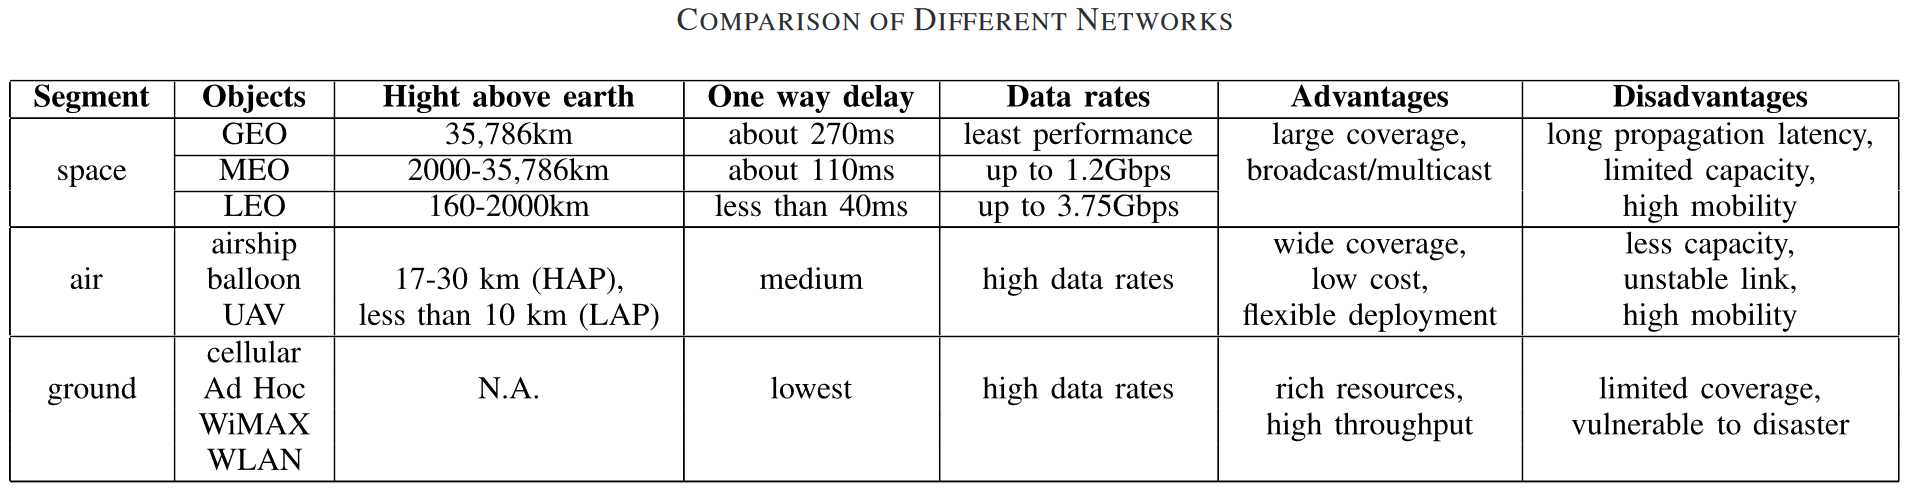 COMPARISON OF DIFFERENT NETWORKS
Segment Objects Hight above earth One way delay Data rates Advantages Disadvantages
GEO 35,786km about 270ms least performance large coverage, long propagation latency,
space MEO 2000-35,786km about 110ms up to 1.2Gbps broadcast/multicast limited capacity,
LEO 160-2000km less than 40ms up to 3.75Gbps high mobility
airship wide coverage, less capacity,
air balloon 17-30 km (HAP), medium high data rates low cost, unstable link,
UAV less than 10 km (LAP) flexible deployment high mobility
cellular
ground Ad Hoc N.A. lowest high data rates rich resources, limited coverage,
WiMAX high throughput vulnerable to disaster
WLAN